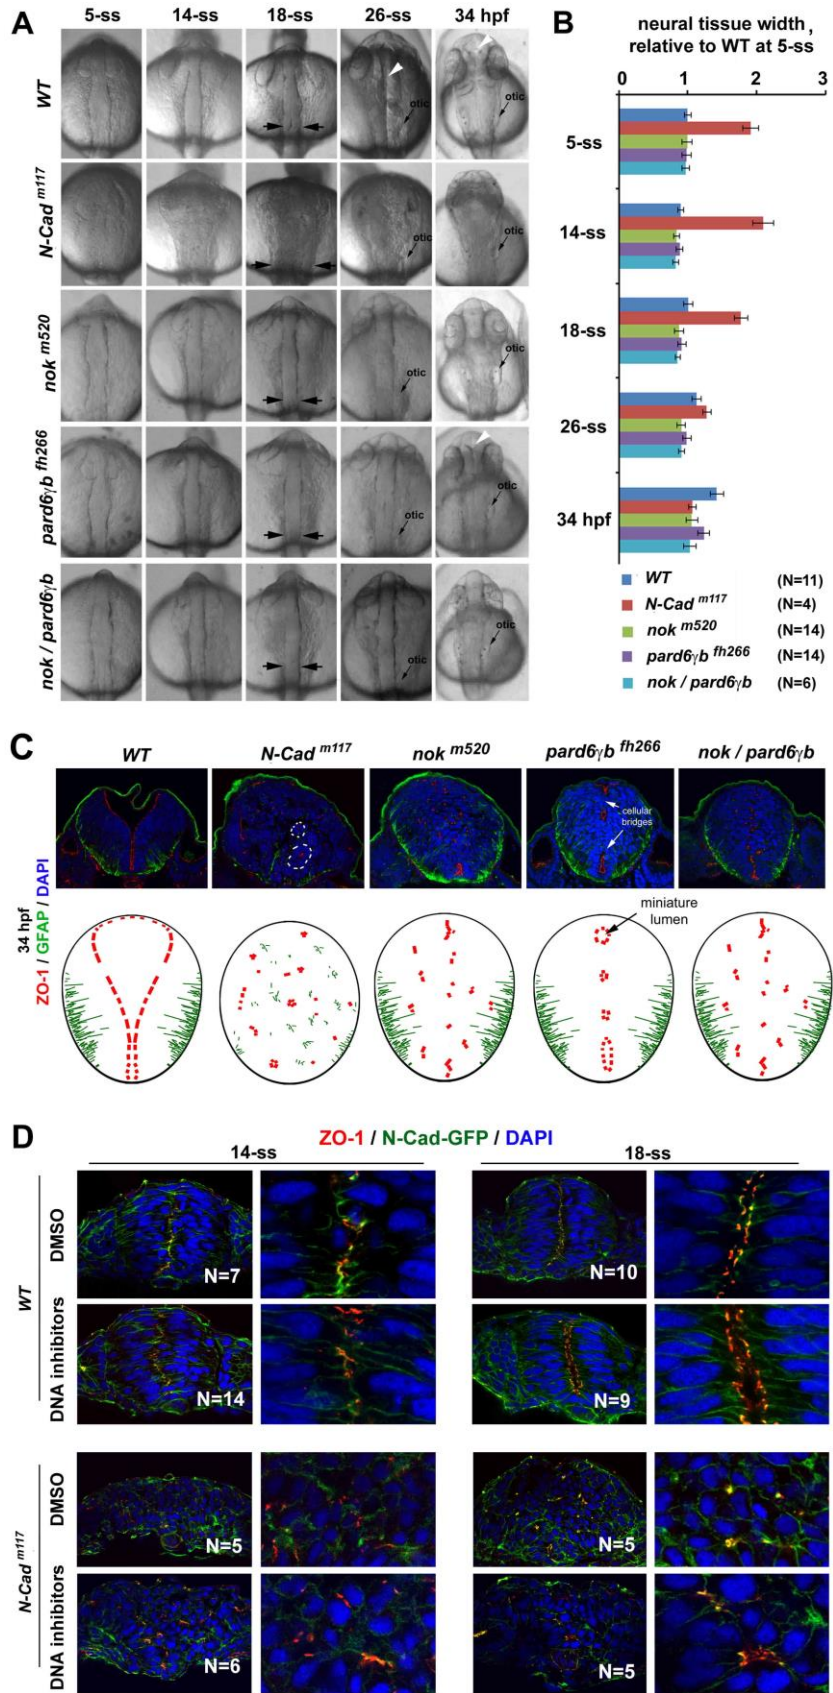 A
5-ss 14-ss 18-ss 26-ss 34 hpf
WT
otic
otic
N-Cad m117
otic
otic
nok m520
otic
otic
pard6γb fh266
otic
otic
nok / pard6γb
otic
otic
B
neural tissue width,
relative to WT at 5-ss
0 1 2 3
5-ss
14-ss
18-ss
26-ss
34 hpf
WT (N=11)
N-Cad m117 (N=4)
nok m520 (N=14)
pard6γb fh266 (N=14)
nok / pard6γb (N=6)
C
WT N-Cad m117 nok m520 pard6γb fh266 nok / pard6γb
cellular
bridges
34 hpf
ZO-1 / GFAP / DAPI
miniature
lumen
D
ZO-1 / N-Cad-GFP / DAPI
14-ss 18-ss
WT
DMSO
N=7
N=10
DNA inhibitors
N=14
N=9
N-Cad m117
DMSO
N=5
N=5
DNA inhibitors
N=6
N=5